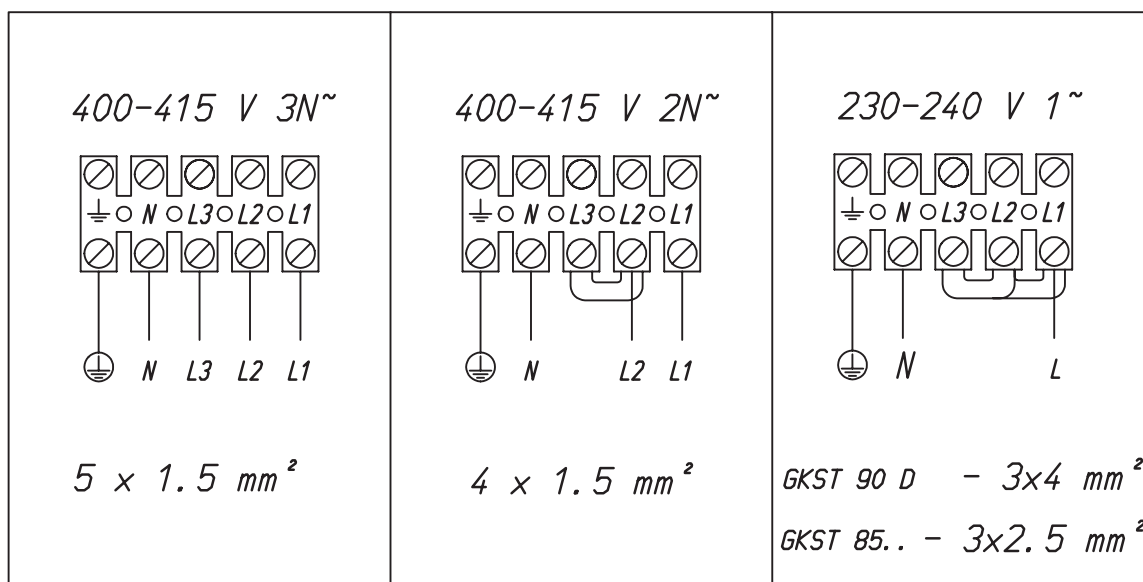 400-415 V 3N~
⏚ N L3 L2 L1
N L3 L2 L1
5 x 1.5 mm²
400-415 V 2N~
⏚ N L3 L2 L1
N L2 L1
4 x 1.5 mm²
230-240 V 1~
⏚ N L3 L2 L1
N L
GKST 90 D - 3x4 mm²
GKST 85.. - 3x2.5 mm²